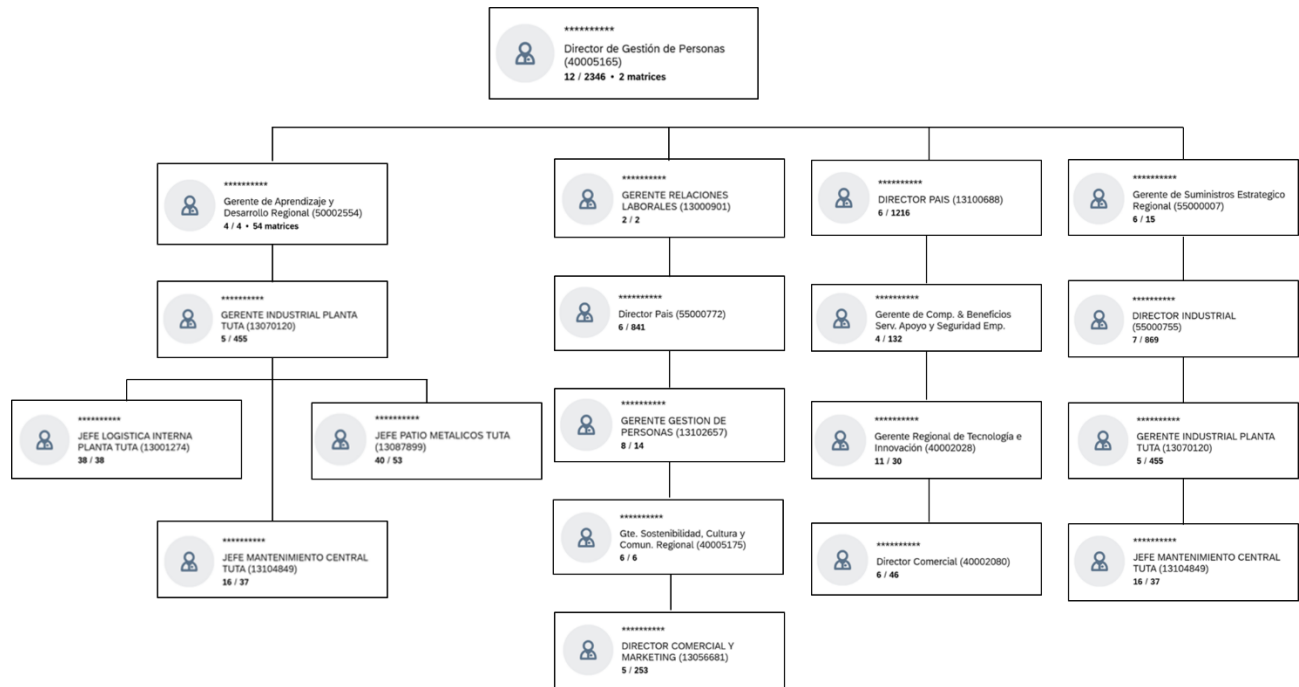 **********
Director de Gestión de Personas
(40005165)
12 / 2346 • 2 matrices
**********
Gerente de Aprendizaje y
Desarrollo Regional (50002554)
4 / 4 • 54 matrices
**********
GERENTE RELACIONES
LABORALES (13000901)
2 / 2
**********
DIRECTOR PAIS (13100688)
6 / 1216
**********
Gerente de Suministros Estrategico
Regional (55000007)
6 / 15
**********
GERENTE INDUSTRIAL PLANTA
TUTA (13070120)
5 / 455
**********
Director Pais (55000772)
6 / 841
**********
Gerente de Comp. & Beneficios
Serv. Apoyo y Seguridad Emp.
4 / 132
**********
DIRECTOR INDUSTRIAL
(55000755)
7 / 869
**********
JEFE LOGISTICA INTERNA
PLANTA TUTA (13001274)
38 / 38
**********
JEFE PATIO METALICOS TUTA
(13087899)
40 / 53
**********
GERENTE GESTION DE
PERSONAS (13102657)
8 / 14
**********
Gerente Regional de Tecnología e
Innovación (40002028)
11 / 30
**********
GERENTE INDUSTRIAL PLANTA
TUTA (13070120)
5 / 455
**********
JEFE MANTENIMIENTO CENTRAL
TUTA (13104849)
16 / 37
**********
Gte. Sostenibilidad, Cultura y
Comun. Regional (40005175)
6 / 6
**********
Director Comercial (40002080)
6 / 46
**********
JEFE MANTENIMIENTO CENTRAL
TUTA (13104849)
16 / 37
**********
DIRECTOR COMERCIAL Y
MARKETING (13056681)
5 / 253